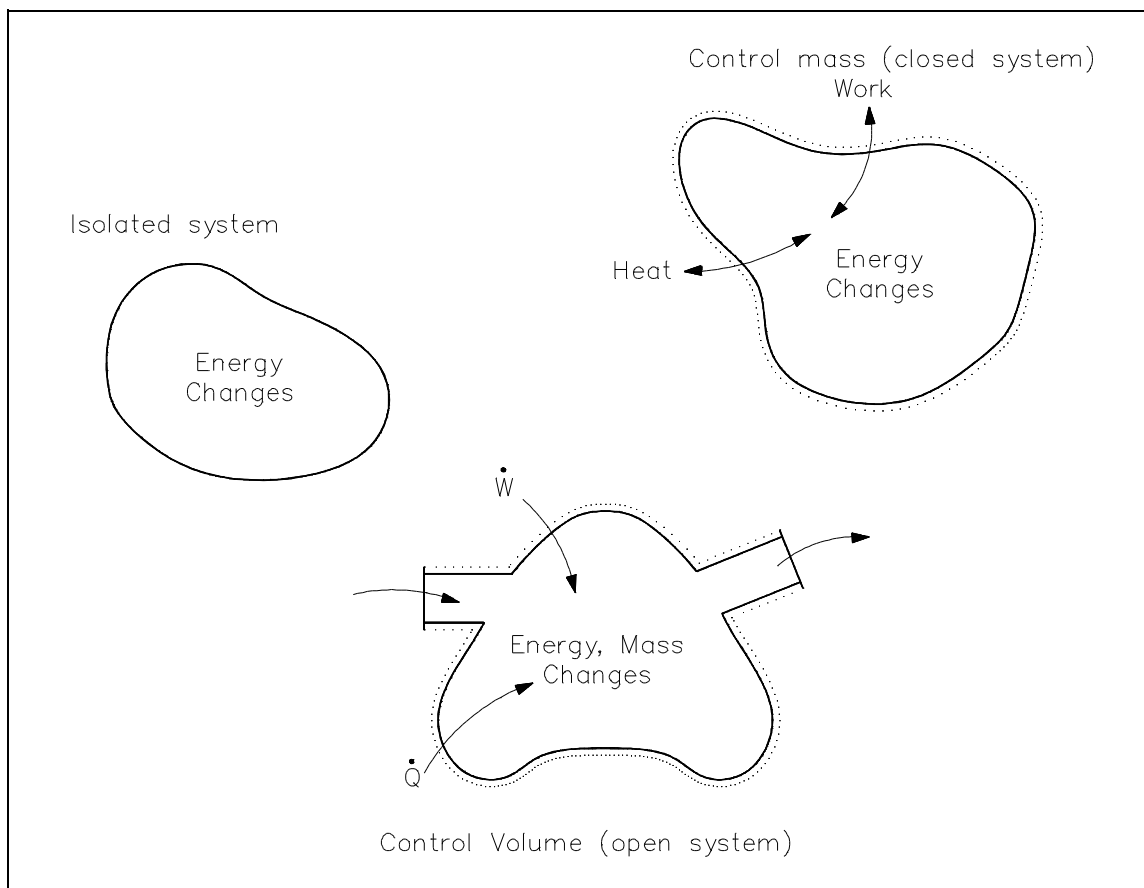 Control mass (closed system)
Work
Isolated system
Heat
Energy
Changes
Energy
Changes
Ẇ
Energy, Mass
Changes
Q̇
Control Volume (open system)